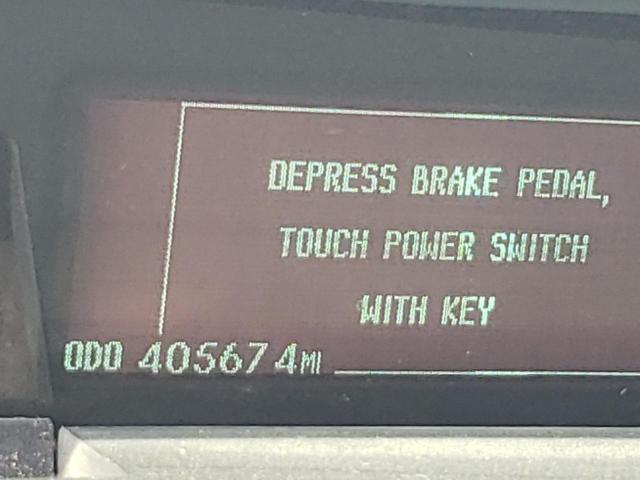 DEPRESS BRAKE PEDAL,
TOUCH POWER SWITCH
WITH KEY
ODO 405674MI